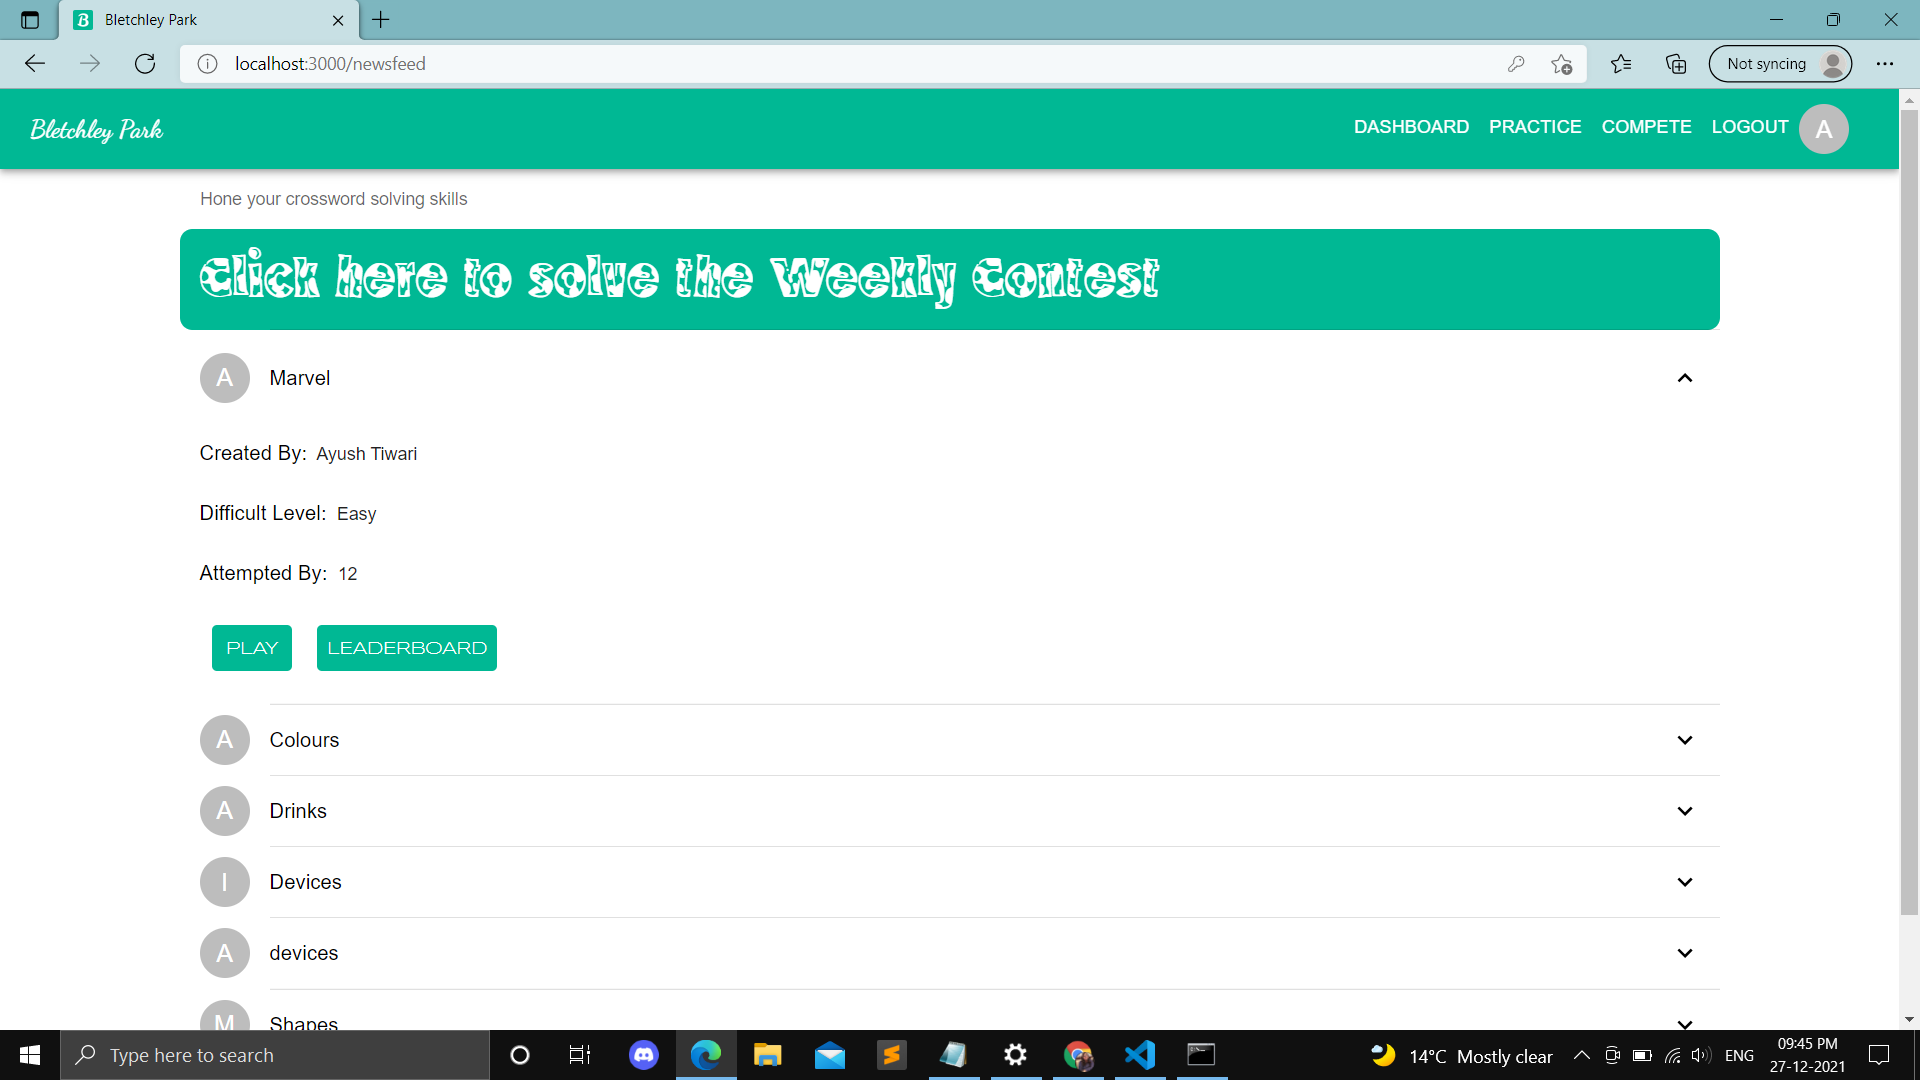 Bletchley Park
localhost:3000/newsfeed
Not syncing
Bletchley Park
DASHBOARD PRACTICE COMPETE LOGOUT A
Hone your crossword solving skills
Click here to solve the Weekly Contest
A Marvel
Created By: Ayush Tiwari
Difficult Level: Easy
Attempted By: 12
PLAY LEADERBOARD
A Colours
A Drinks
I Devices
A devices
M Shapes
Type here to search
14°C Mostly clear
ENG
09:45 PM
27-12-2021